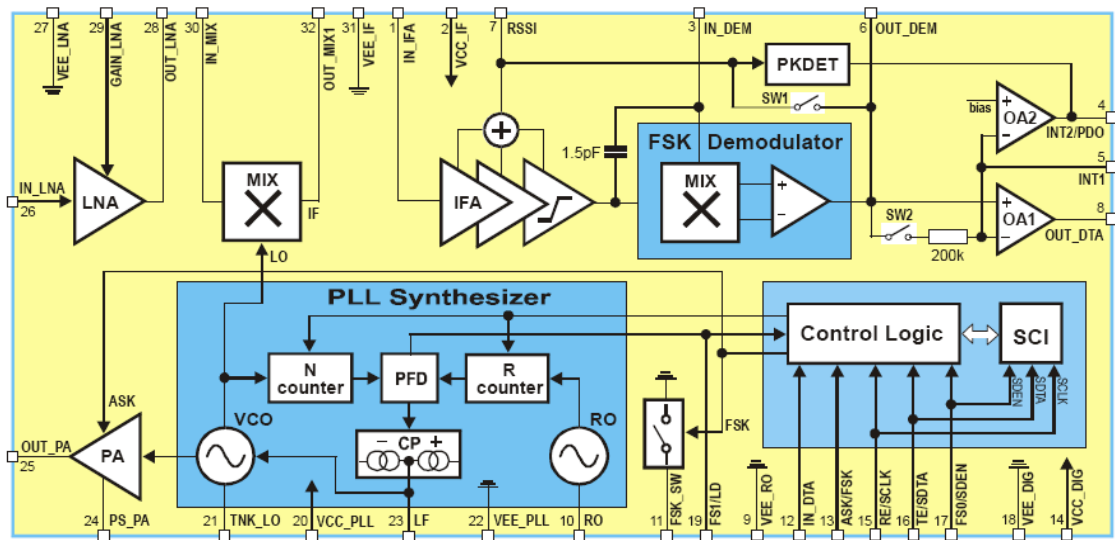 27
VEE_LNA
29
GAIN_LNA
28
OUT_LNA
30
IN_MIX
32
OUT_MIX1
31
VEE_IF
1
IN_IFA
2
VCC_IF
7
RSSI
3
IN_DEM
6
OUT_DEM
PKDET
SW1
bias
+
−
OA2
4
INT2/PDO
5
INT1
+
1.5pF
FSK Demodulator
MIX
+
−
IN_LNA
26
LNA
MIX
IF
LO
IFA
SW2
200k
+
−
OA1
8
OUT_DTA
PLL Synthesizer
N
counter
PFD
R
counter
Control Logic
SCI
SDEN
SDTA
SCLK
ASK
VCO
− CP +
RO
FSK
OUT_PA
25
PA
24
PS_PA
21
TNK_LO
20
VCC_PLL
23
LF
22
VEE_PLL
10
RO
11
FSK_SW
19
FS1/LD
9
VEE_RO
12
IN_DTA
13
ASK/FSK
15
RE/SCLK
16
TE/SDTA
17
FS0/SDEN
18
VEE_DIG
14
VCC_DIG